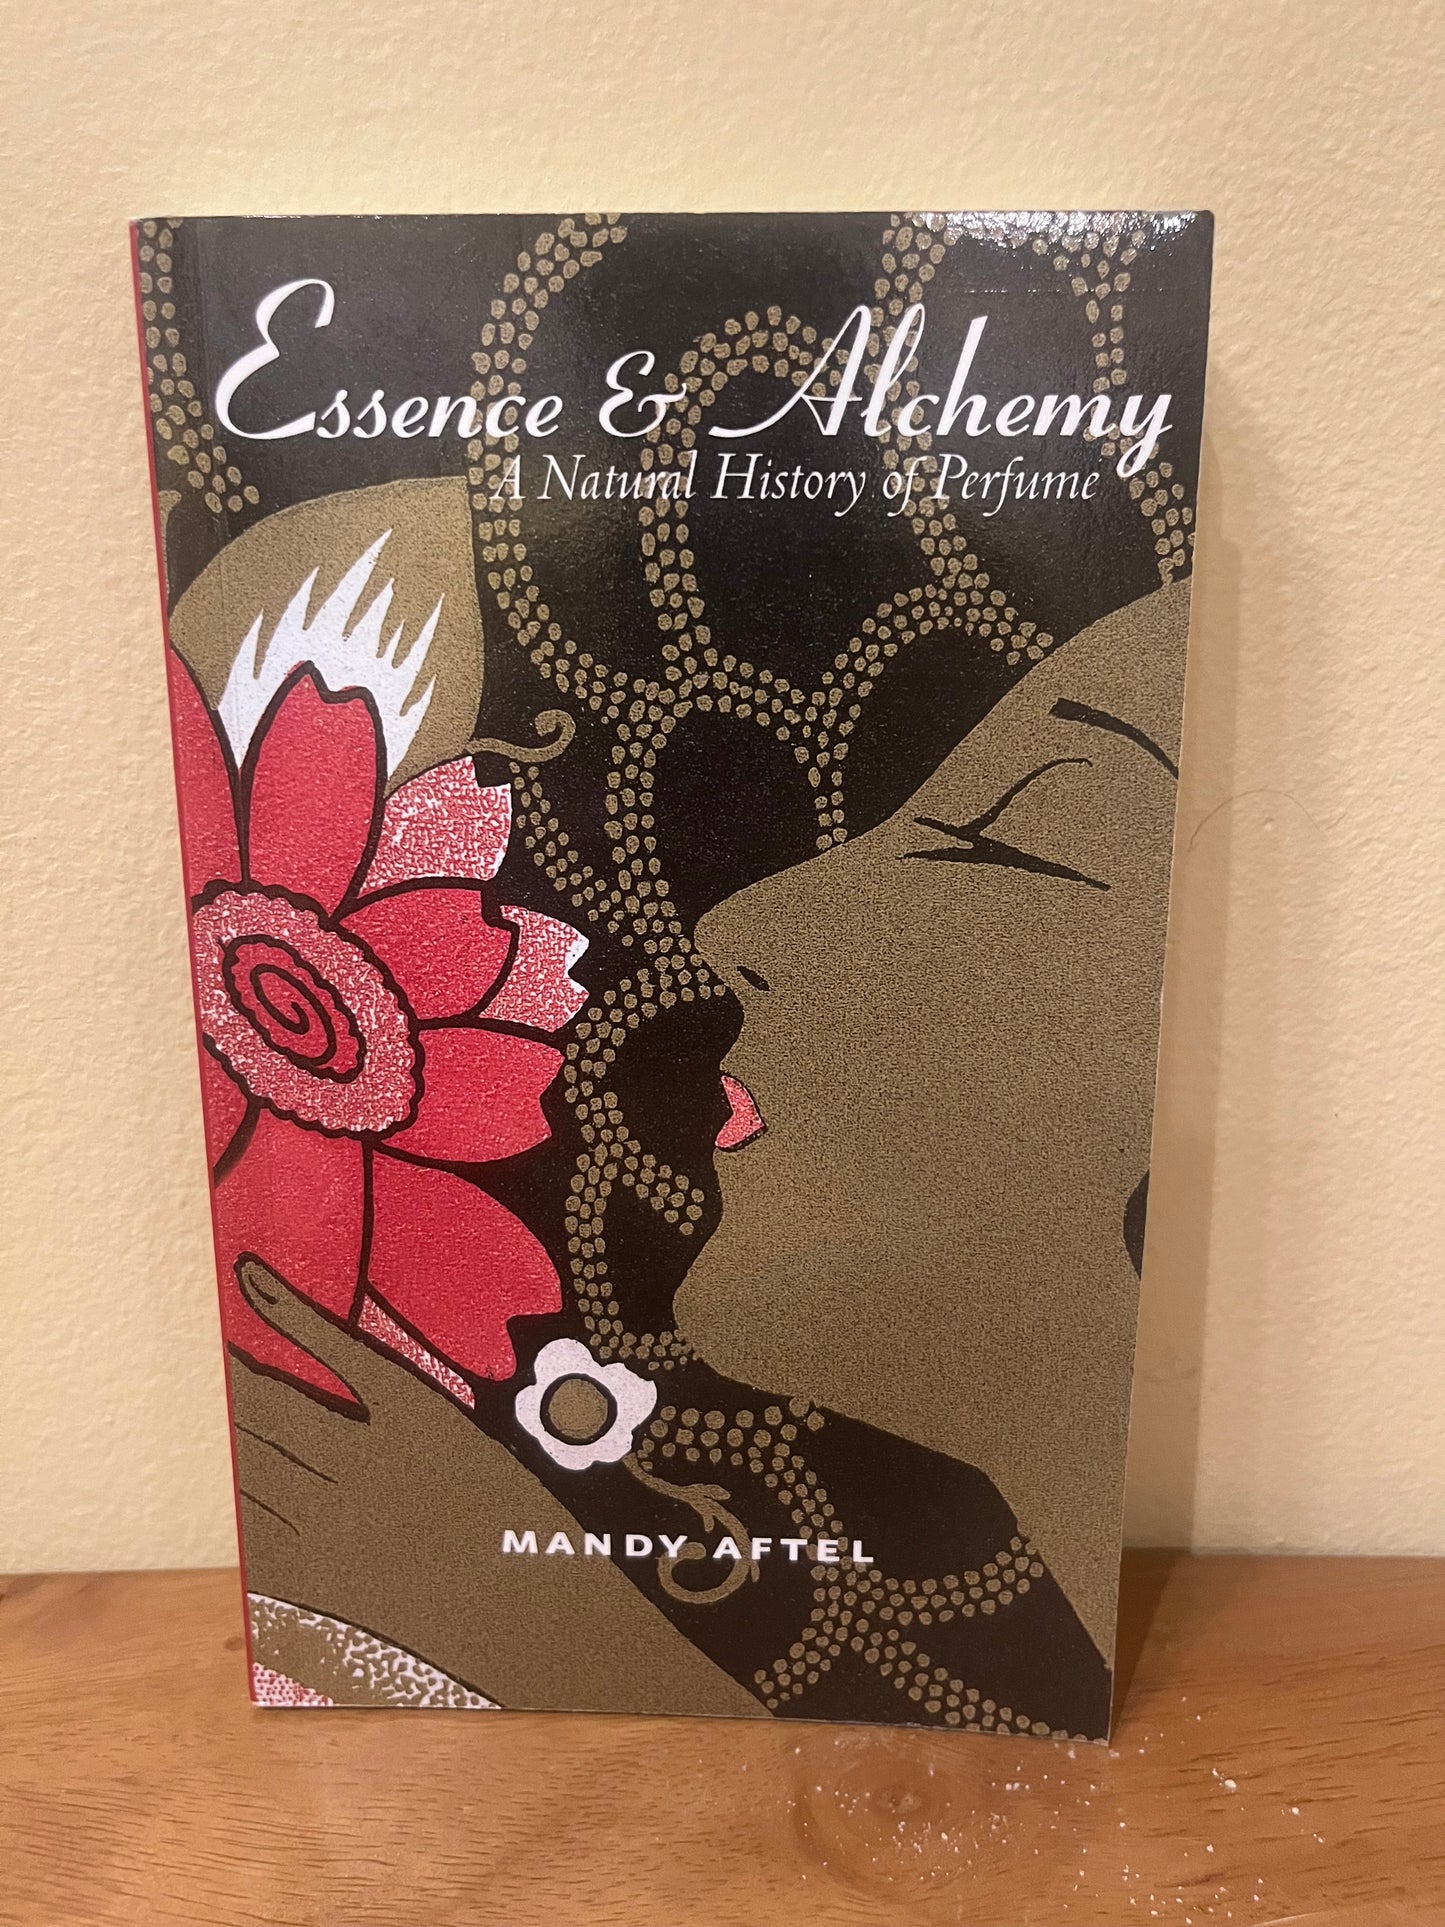 Essence & Alchemy
A Natural History of Perfume
MANDY AFTEL